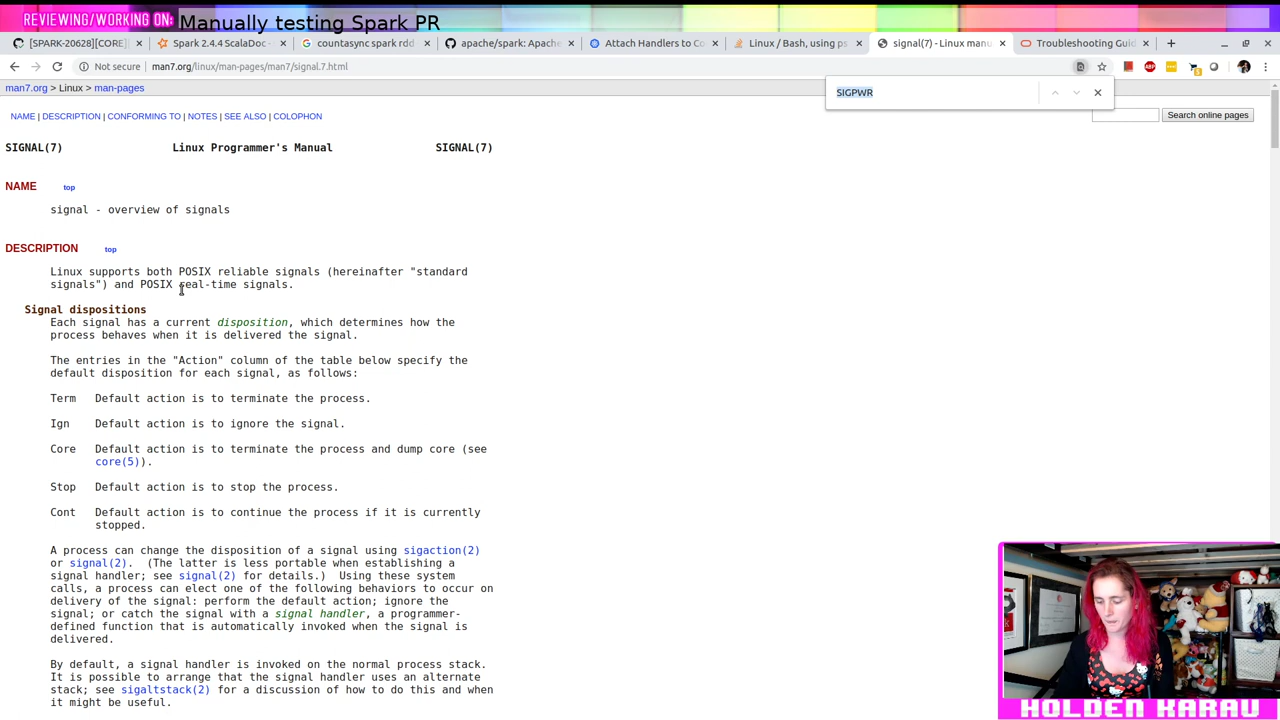 REVIEWING/WORKING ON: Manually testing Spark PR
[SPARK-20628][CORE]
Spark 2.4.4 ScalaDoc -
countasync spark rdd
apache/spark: Apache
Attach Handlers to Co
Linux / Bash, using ps
signal(7) - Linux manu
Troubleshooting Guid
Not secure
man7.org/linux/man-pages/man7/signal.7.html
man7.org > Linux > man-pages
SIGPWR
NAME | DESCRIPTION | CONFORMING TO | NOTES | SEE ALSO | COLOPHON
Search online pages
SIGNAL(7) Linux Programmer's Manual SIGNAL(7)
NAME top
signal - overview of signals
DESCRIPTION top
Linux supports both POSIX reliable signals (hereinafter "standard
signals") and POSIX real-time signals.
Signal dispositions
Each signal has a current disposition, which determines how the
process behaves when it is delivered the signal.
The entries in the "Action" column of the table below specify the
default disposition for each signal, as follows:
Term Default action is to terminate the process.
Ign Default action is to ignore the signal.
Core Default action is to terminate the process and dump core (see
core(5)).
Stop Default action is to stop the process.
Cont Default action is to continue the process if it is currently
stopped.
A process can change the disposition of a signal using sigaction(2)
or signal(2). (The latter is less portable when establishing a
signal handler; see signal(2) for details.) Using these system
calls, a process can elect one of the following behaviors to occur on
delivery of the signal: perform the default action; ignore the
signal; or catch the signal with a signal handler, a programmer-
defined function that is automatically invoked when the signal is
delivered.
By default, a signal handler is invoked on the normal process stack.
It is possible to arrange that the signal handler uses an alternate
stack; see sigaltstack(2) for a discussion of how to do this and when
it might be useful.
HOLDEN KARAU